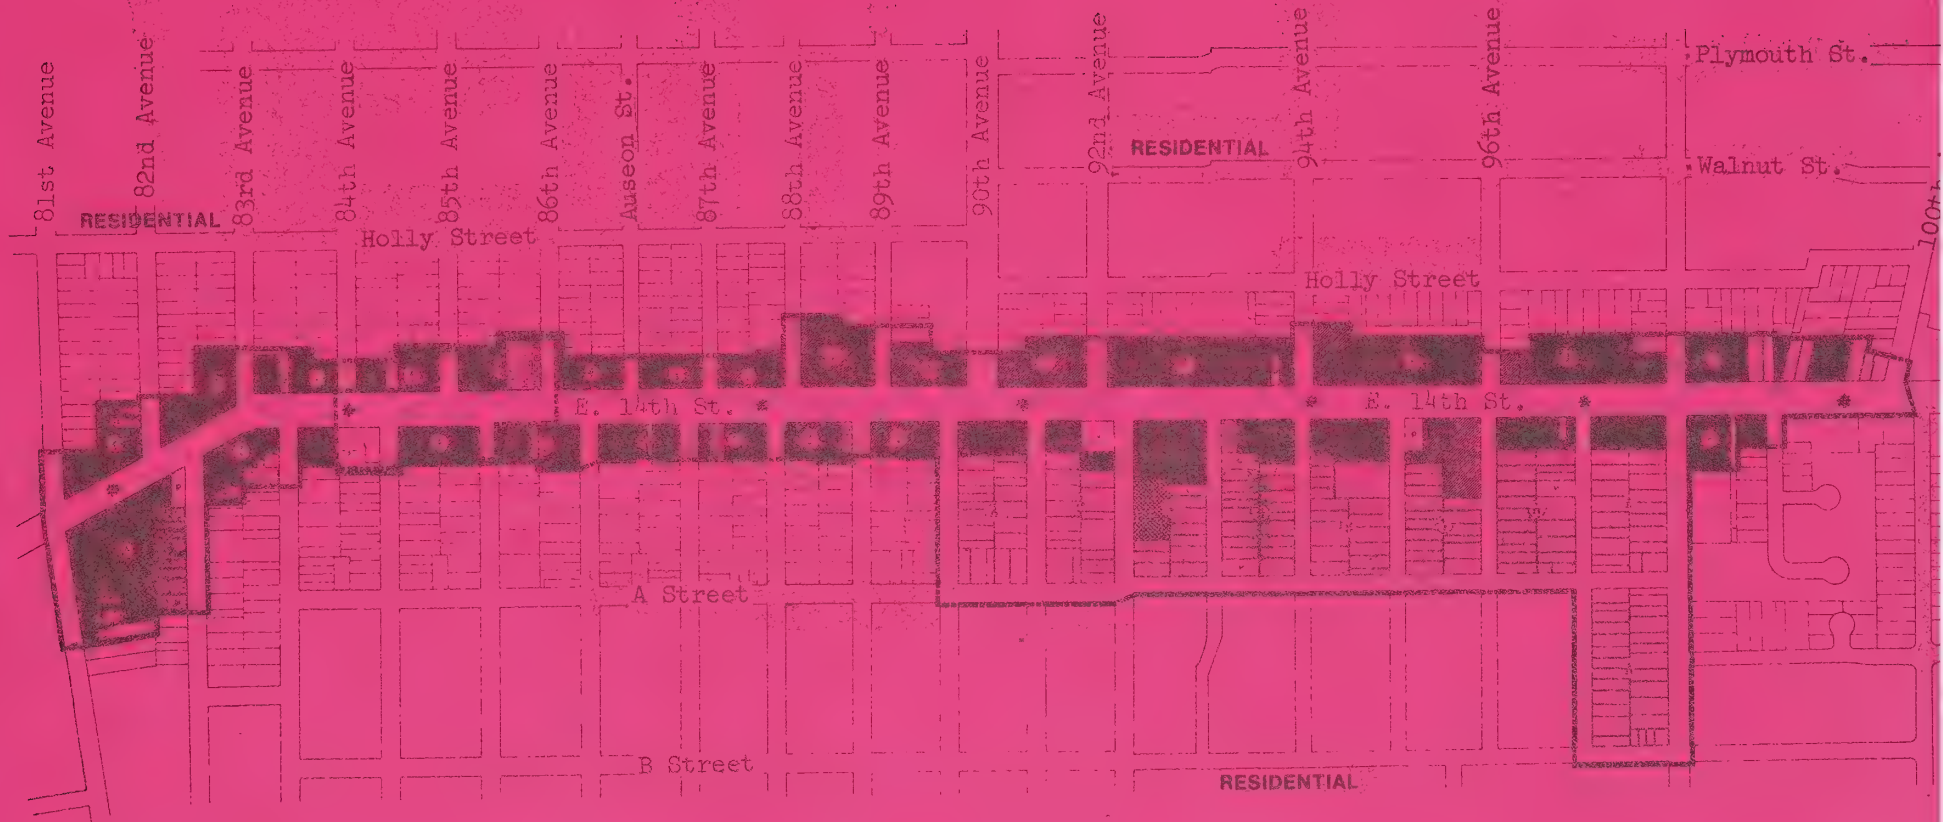 81st Avenue
82nd Avenue
83rd Avenue
84th Avenue
85th Avenue
86th Avenue
Auseon St.
87th Avenue
88th Avenue
89th Avenue
90th Avenue
92nd Avenue
94th Avenue
96th Avenue
Plymouth St.
RESIDENTIAL
Walnut St.
100th
RESIDENTIAL
Holly Street
Holly Street
E. 14th St.
E. 14th St.
A Street
B Street
RESIDENTIAL